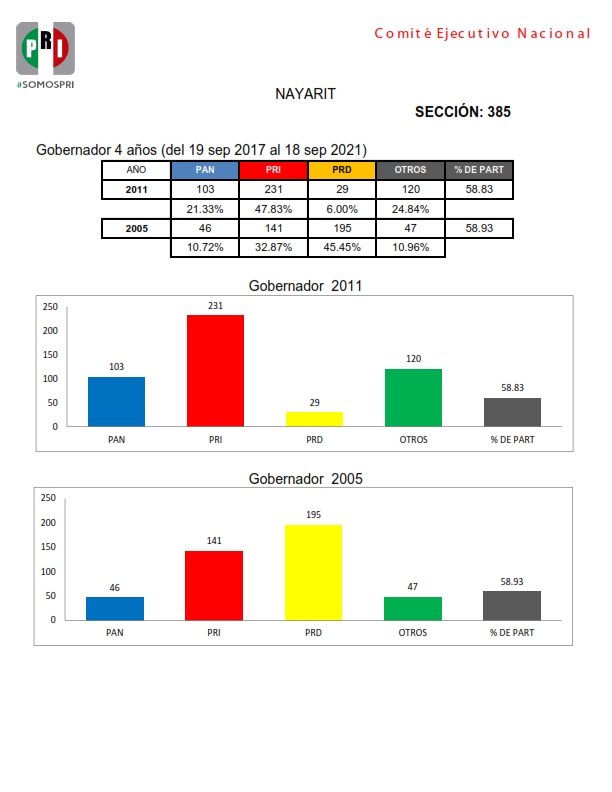 Comité Ejecutivo Nacional
PRI
#SOMOSPRI
NAYARIT
SECCIÓN: 385
Gobernador 4 años (del 19 sep 2017 al 18 sep 2021)
AÑO PAN PRI PRD OTROS % DE PART
2011 103 231 29 120 58.83
21.33% 47.83% 6.00% 24.84%
2005 46 141 195 47 58.93
10.72% 32.87% 45.45% 10.96%
Gobernador 2011
250
200
150
100
50
0
103
231
29
120
58.83
PAN PRI PRD OTROS % DE PART
Gobernador 2005
250
200
150
100
50
0
46
141
195
47
58.93
PAN PRI PRD OTROS % DE PART